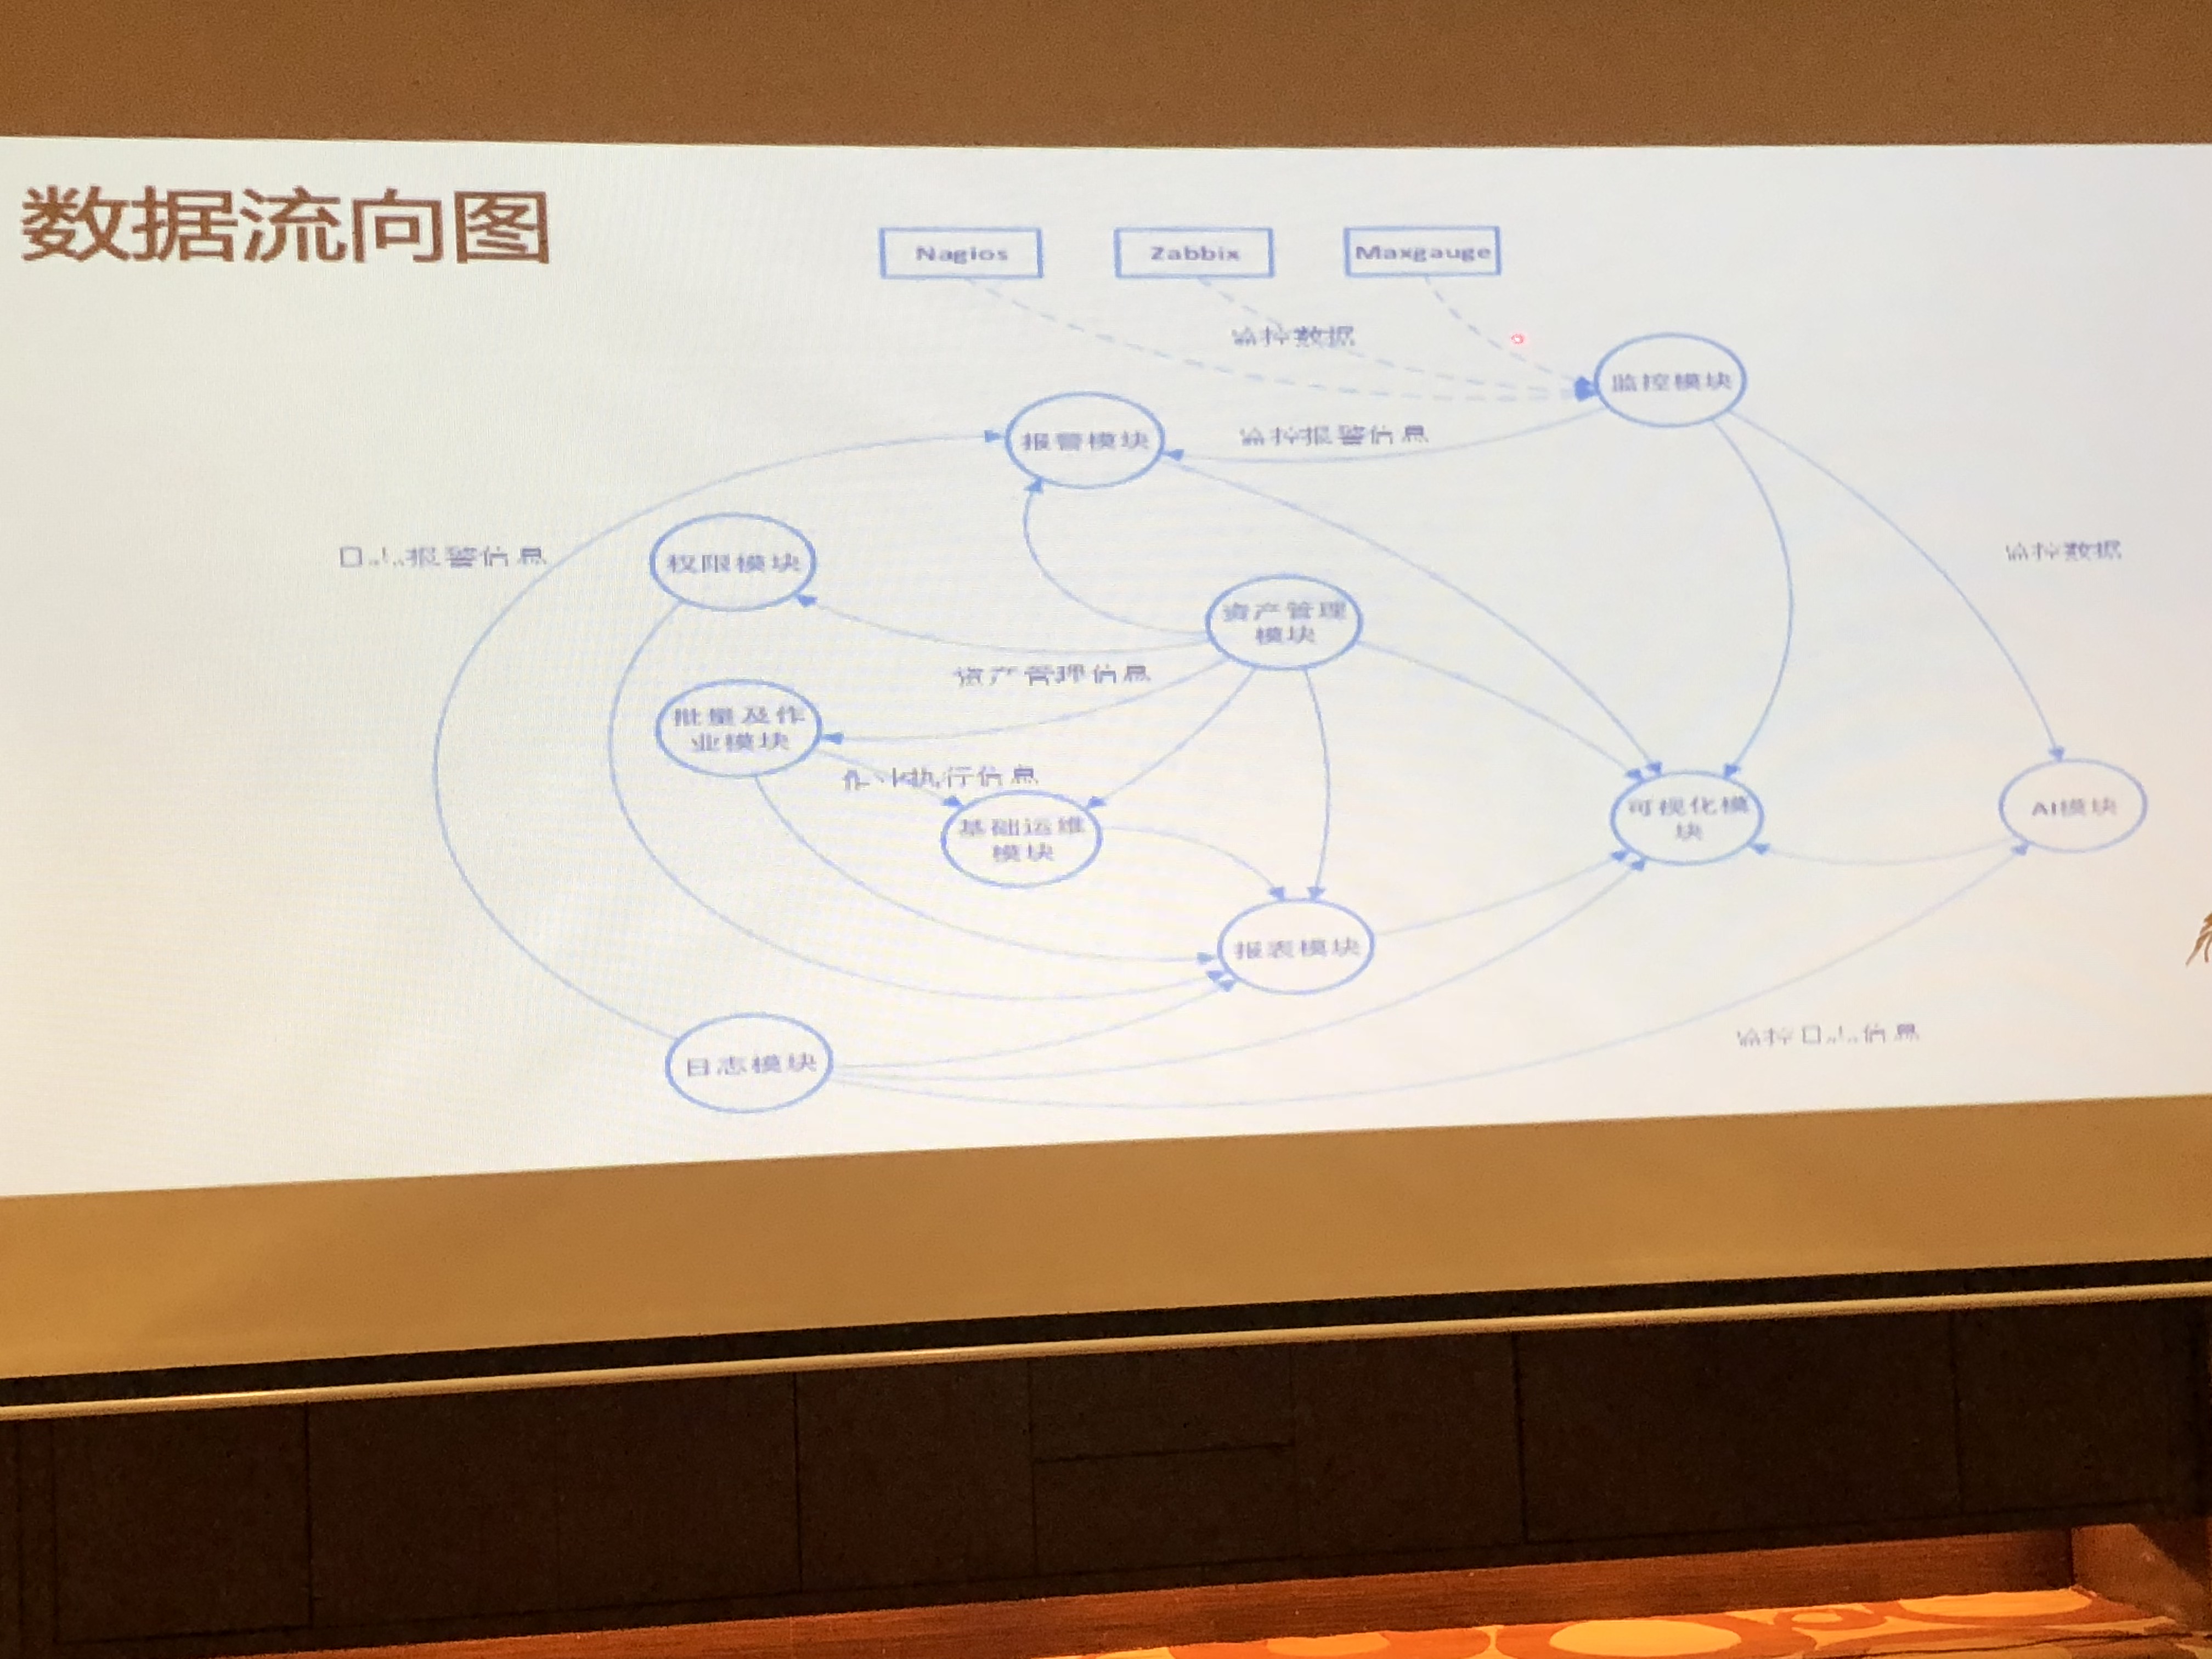 数据流向图
Nagios
Zabbix
Maxgauge
监控数据
监控模块
报警模块
监控报警信息
日志报警信息
权限模块
监控数据
资产管理
模块
资产管理信息
批量及作
业模块
作业执行信息
基础运维
模块
可视化模
块
AI模块
报表模块
监控日志信息
日志模块